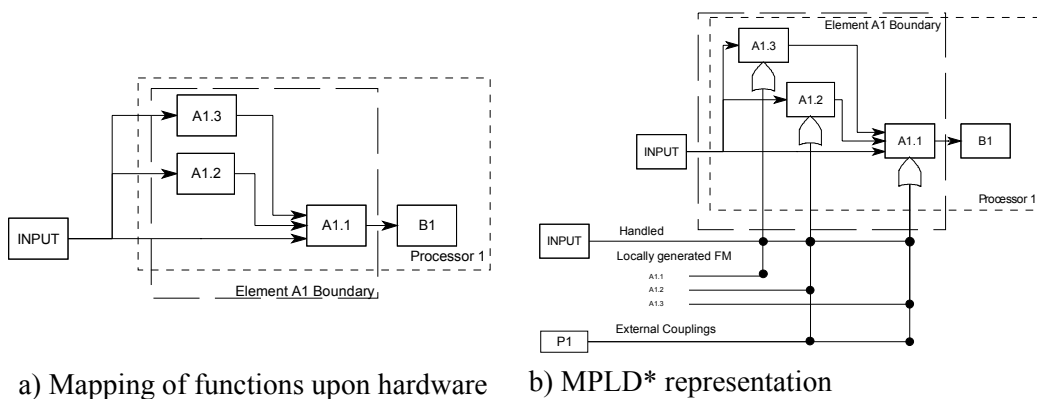 A1.3
A1.2
INPUT
A1.1
B1
Processor 1
Element A1 Boundary
a) Mapping of functions upon hardware
Element A1 Boundary
A1.3
A1.2
A1.1
B1
INPUT
Processor 1
INPUT
Handled
Locally generated FM
A1.1
A1.2
A1.3
P1
External Couplings
b) MPLD* representation